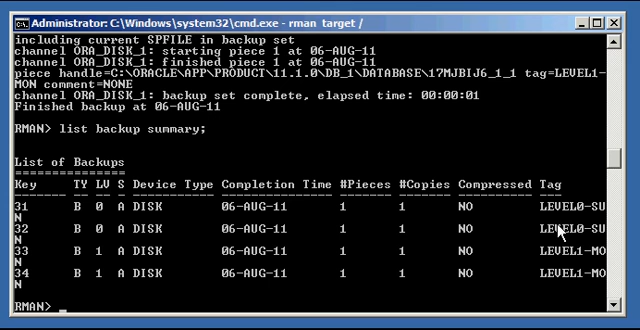 Administrator: C:\Windows\system32\cmd.exe - rman target /
including current SPFILE in backup set
channel ORA_DISK_1: starting piece 1 at 06-AUG-11
channel ORA_DISK_1: finished piece 1 at 06-AUG-11
piece handle=C:\ORACLE\APP\PRODUCT\11.1.0\DB_1\DATABASE\17MJBIJ6_1_1 tag=LEVEL1-
MON comment=NONE
channel ORA_DISK_1: backup set complete, elapsed time: 00:00:01
Finished backup at 06-AUG-11
RMAN> list backup summary;
List of Backups
===============
Key TY LV S Device Type Completion Time #Pieces #Copies Compressed Tag
------- -- -- - ----------- --------------- ------- ------- ---------- ---
31 B 0 A DISK 06-AUG-11 1 1 NO LEVEL0-SU
N
32 B 0 A DISK 06-AUG-11 1 1 NO LEVEL0-SU
N
33 B 1 A DISK 06-AUG-11 1 1 NO LEVEL1-MO
N
34 B 1 A DISK 06-AUG-11 1 1 NO LEVEL1-MO
N
RMAN> _